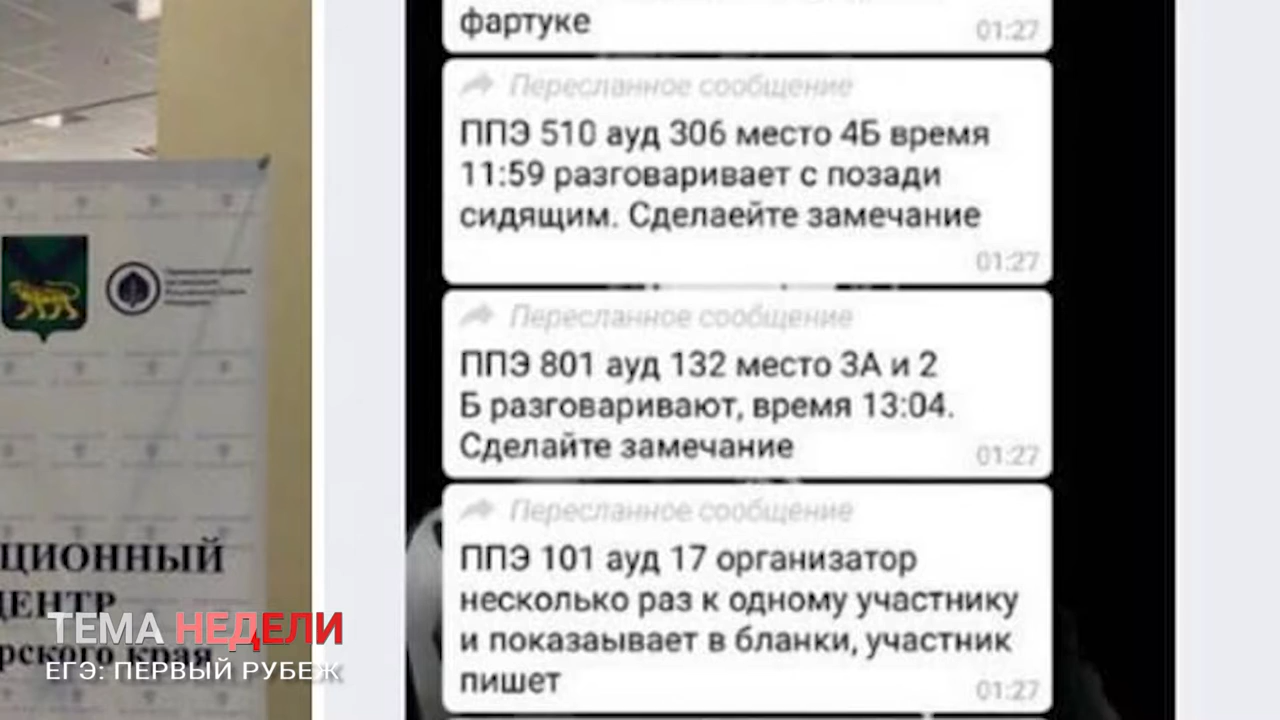 фартуке
01:27
Пересланное сообщение
ППЭ 510 ауд 306 место 4Б время
11:59 разговаривает с позади
сидящим. Сделаейте замечание
01:27
Пересланное сообщение
ППЭ 801 ауд 132 место 3А и 2
Б разговаривают, время 13:04.
Сделайте замечание
01:27
Пересланное сообщение
ППЭ 101 ауд 17 организатор
несколько раз к одному участнику
и показаывает в бланки, участник
пишет
01:27
ЦИОННЫЙ
ЦЕНТР
рского края
ТЕМА НЕДЕЛИ
ЕГЭ: ПЕРВЫЙ РУБЕЖ